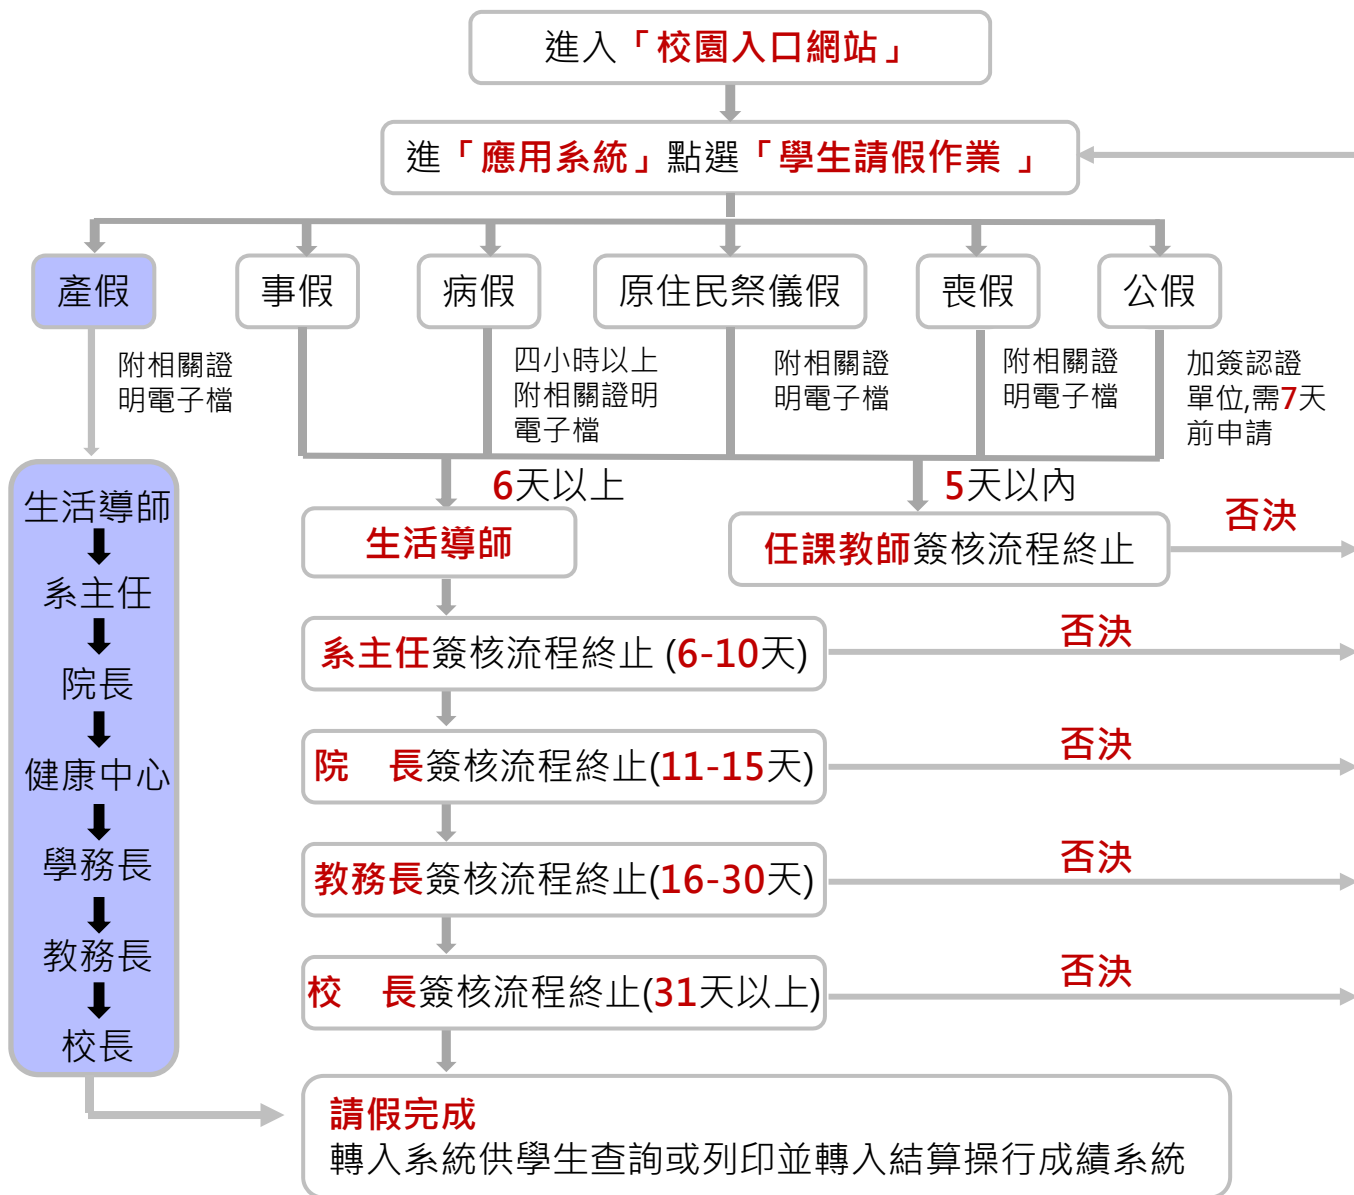 進入「校園入口網站」
進「應用系統」點選「學生請假作業 」
產假
事假
病假
原住民祭儀假
喪假
公假
附相關證
明電子檔
四小時以上
附相關證明
電子檔
附相關證
明電子檔
附相關證
明電子檔
加簽認證
單位,需7天
前申請
6天以上
5天以內
生活導師
系主任
院長
健康中心
學務長
教務長
校長
生活導師
任課教師簽核流程終止
否決
系主任簽核流程終止 (6-10天)
否決
院　長簽核流程終止(11-15天)
否決
教務長簽核流程終止(16-30天)
否決
校　長簽核流程終止(31天以上)
否決
請假完成
轉入系統供學生查詢或列印並轉入結算操行成績系統